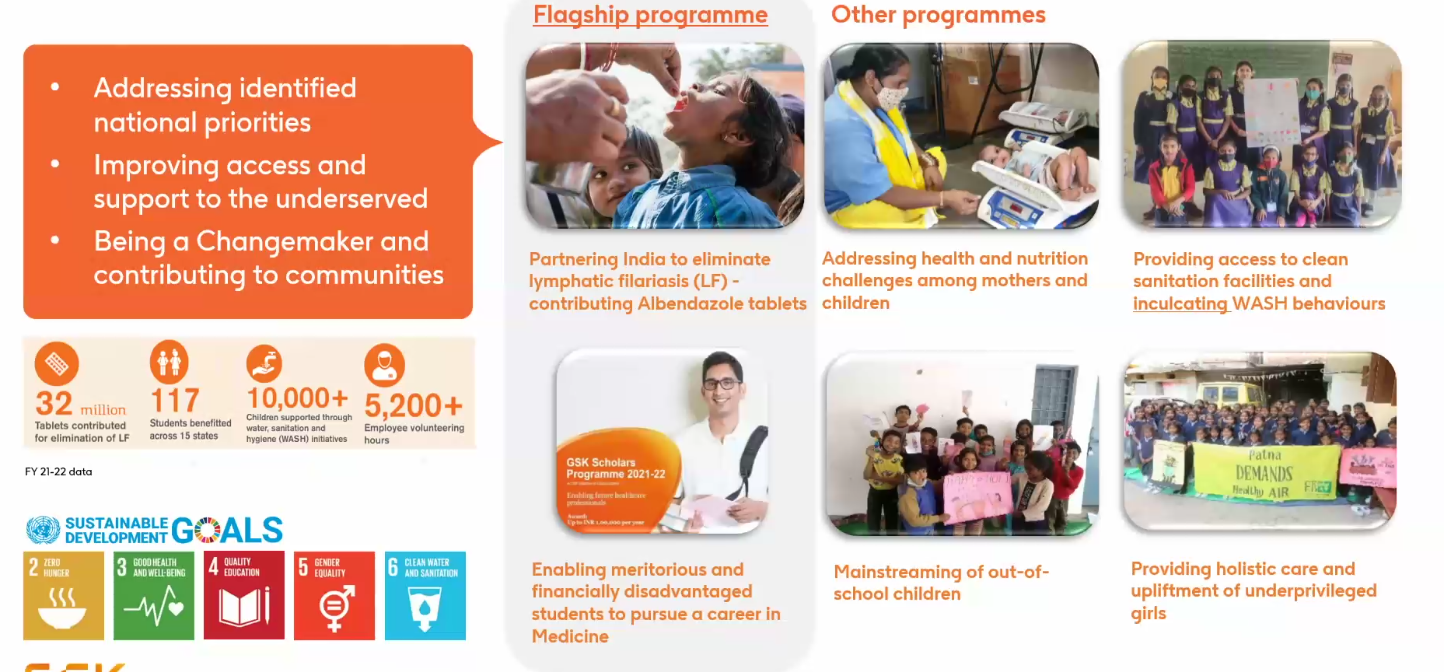 Flagship programme
Other programmes
• Addressing identified
national priorities
• Improving access and
support to the underserved
• Being a Changemaker and
contributing to communities
32 million
Tablets contributed
for elimination of LF
117
Students benefitted
across 15 states
10,000+
Children supported through
water, sanitation and
hygiene (WASH) initiatives
5,200+
Employee volunteering
hours
FY 21-22 data
SUSTAINABLE
DEVELOPMENT
GOALS
2 ZERO
HUNGER
3 GOOD HEALTH
AND WELL-BEING
4 QUALITY
EDUCATION
5 GENDER
EQUALITY
6 CLEAN WATER
AND SANITATION
Partnering India to eliminate
lymphatic filariasis (LF) -
contributing Albendazole tablets
GSK Scholars
Programme 2021-22
Enabling future healthcare
professionals
Awards
Up to INR 1,00,000 per year
Enabling meritorious and
financially disadvantaged
students to pursue a career in
Medicine
Addressing health and nutrition
challenges among mothers and
children
Providing access to clean
sanitation facilities and
inculcating WASH behaviours
Mainstreaming of out-of-
school children
Patna
DEMANDS
Healthy AIR
Providing holistic care and
upliftment of underprivileged
girls